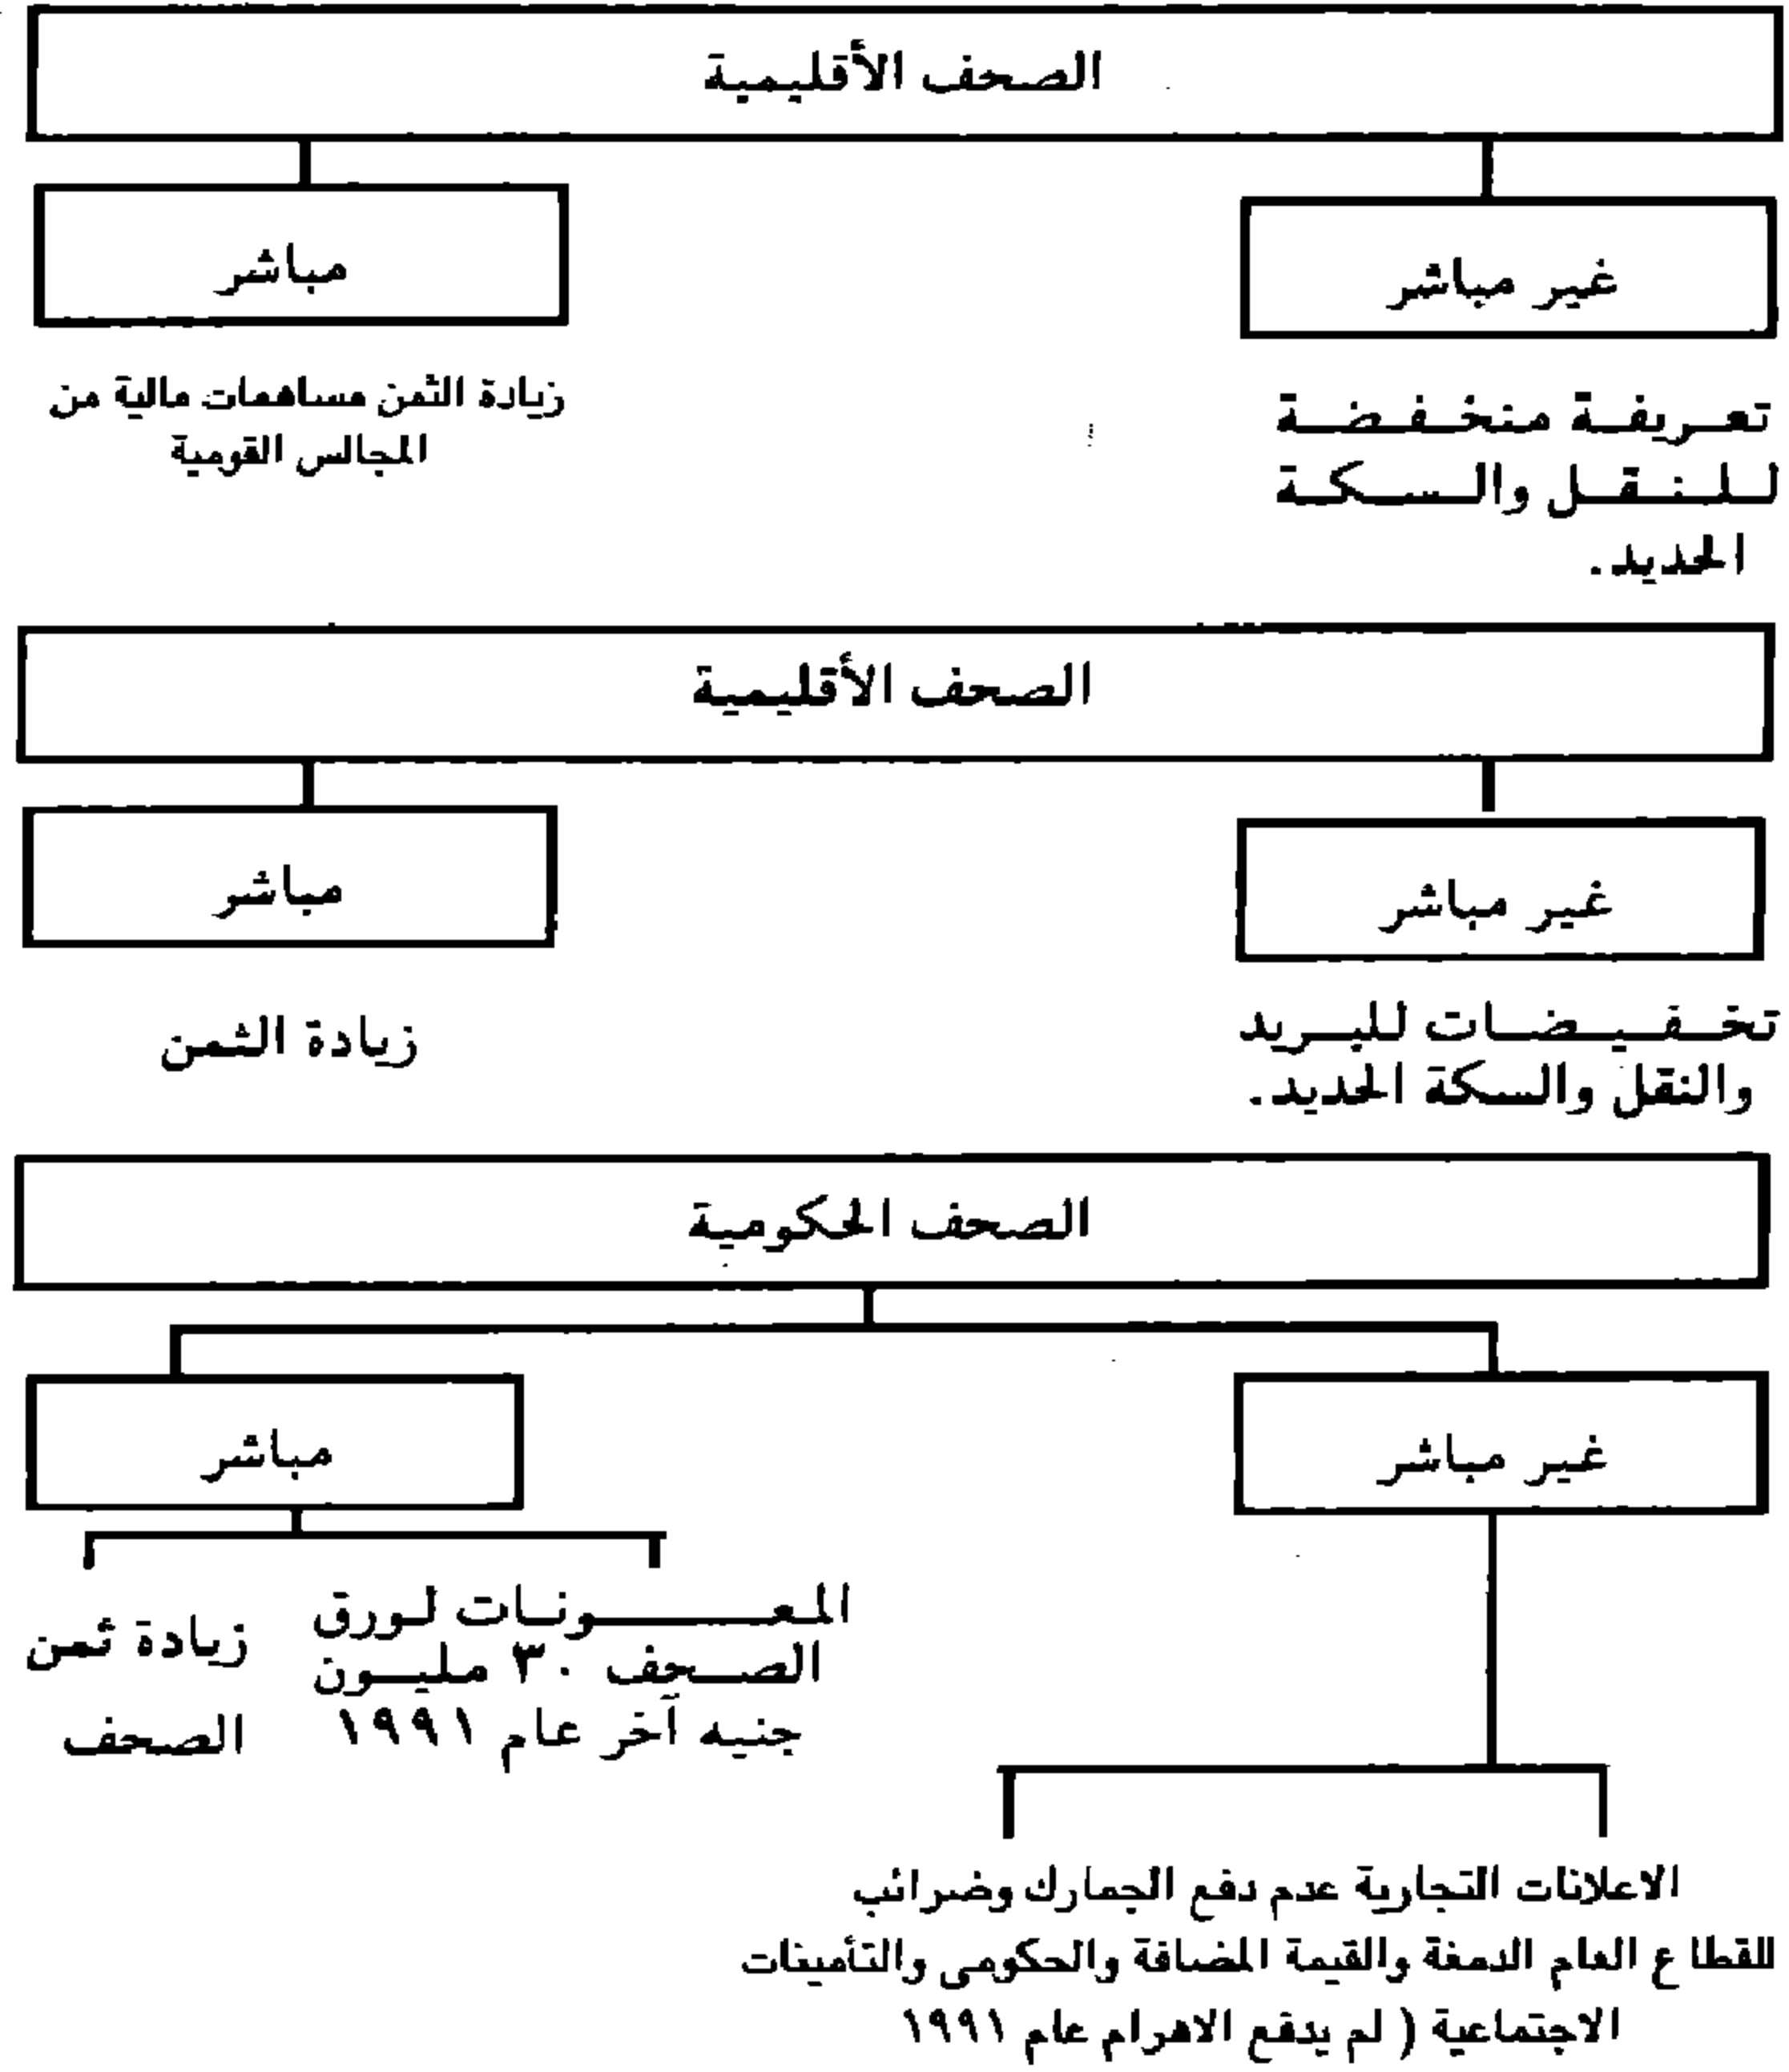 الصحف الأقليمية
غير مباشر
تعريفة منخفضة
للنقل والسكة
الحديد.
مباشر
زيادة الثمن مساهمات مالية من
المجالس القومية
الصحف الأقليمية
غير مباشر
تخفيضات للبريد
والنقل والسكة الحديد.
مباشر
زيادة الثمن
الصحف الحكومية
غير مباشر
مباشر
المعونات لورق
الصحف ٣٠ مليون
جنيه آخر عام ١٩٩١
زيادة ثمن
الصحف
الاعلانات التجارية عدم دفع الجمارك وضرائب
للقطاع العام الدمغة والقيمة المضافة والحكومى والتأمينات
الاجتماعية ( لم يدفع الاهرام عام ١٩٩١